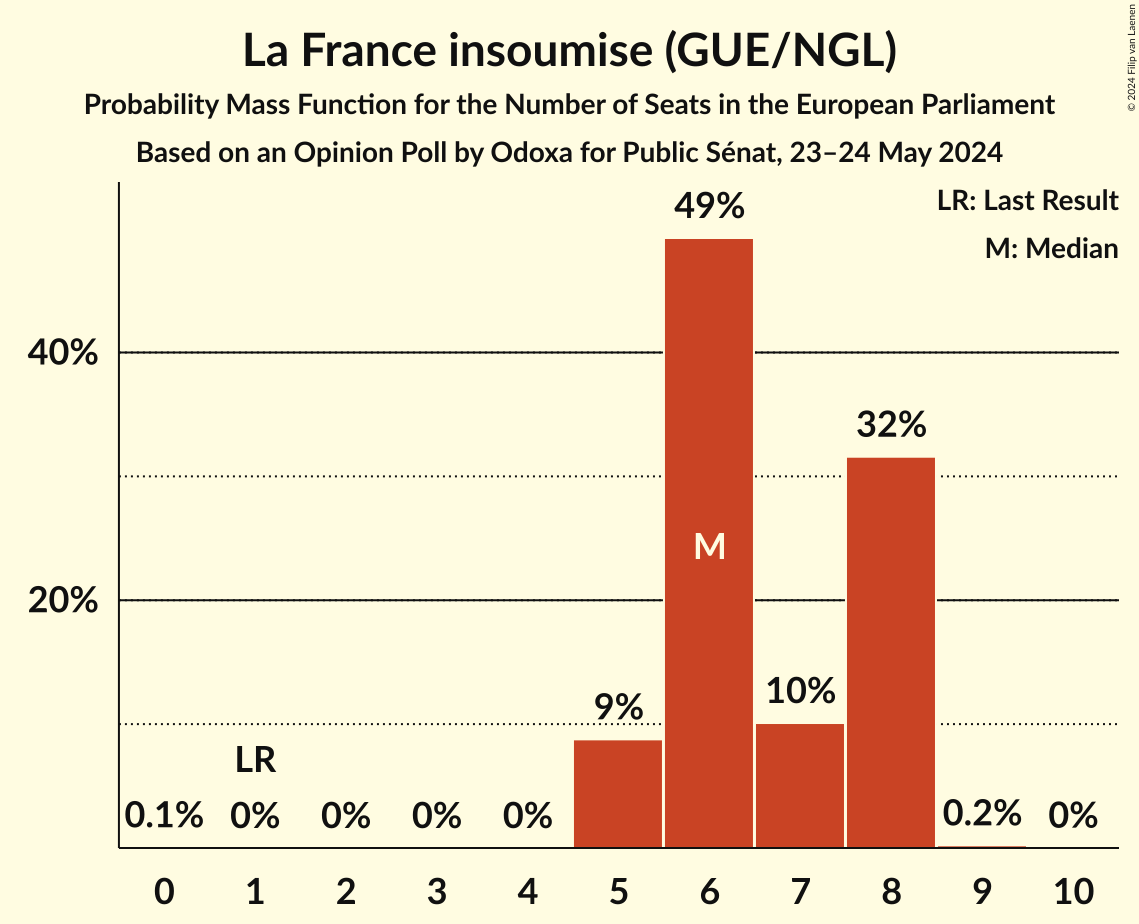 La France insoumise (GUE/NGL)
Probability Mass Function for the Number of Seats in the European Parliament
Based on an Opinion Poll by Odoxa for Public Sénat, 23–24 May 2024
© 2024 Filip van Laenen
LR: Last Result
M: Median
49%
40%
32%
M
20%
10%
9%
LR
0.1% 0% 0% 0% 0% 0.2% 0%
0 1 2 3 4 5 6 7 8 9 10